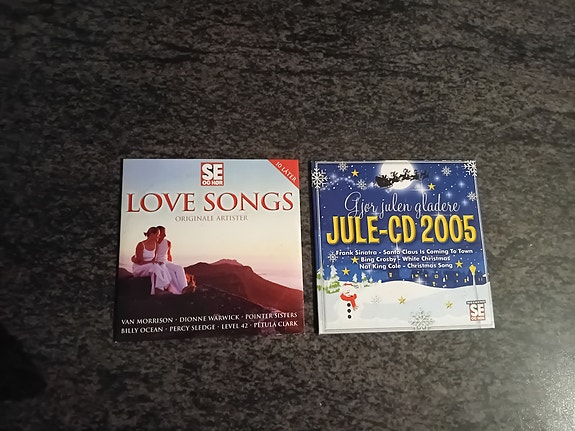 SE
OG HØR
10 LÅTER
LOVE SONGS
ORIGINALE ARTISTER
VAN MORRISON · DIONNE WARWICK · POINTER SISTERS
BILLY OCEAN · PERCY SLEDGE · LEVEL 42 · PETULA CLARK
Gjør julen gladere
JULE-CD 2005
Frank Sinatra - Santa Claus is Coming To Town
Bing Crosby - White Christmas
Nat King Cole - Christmas Song
SE
OG HØR